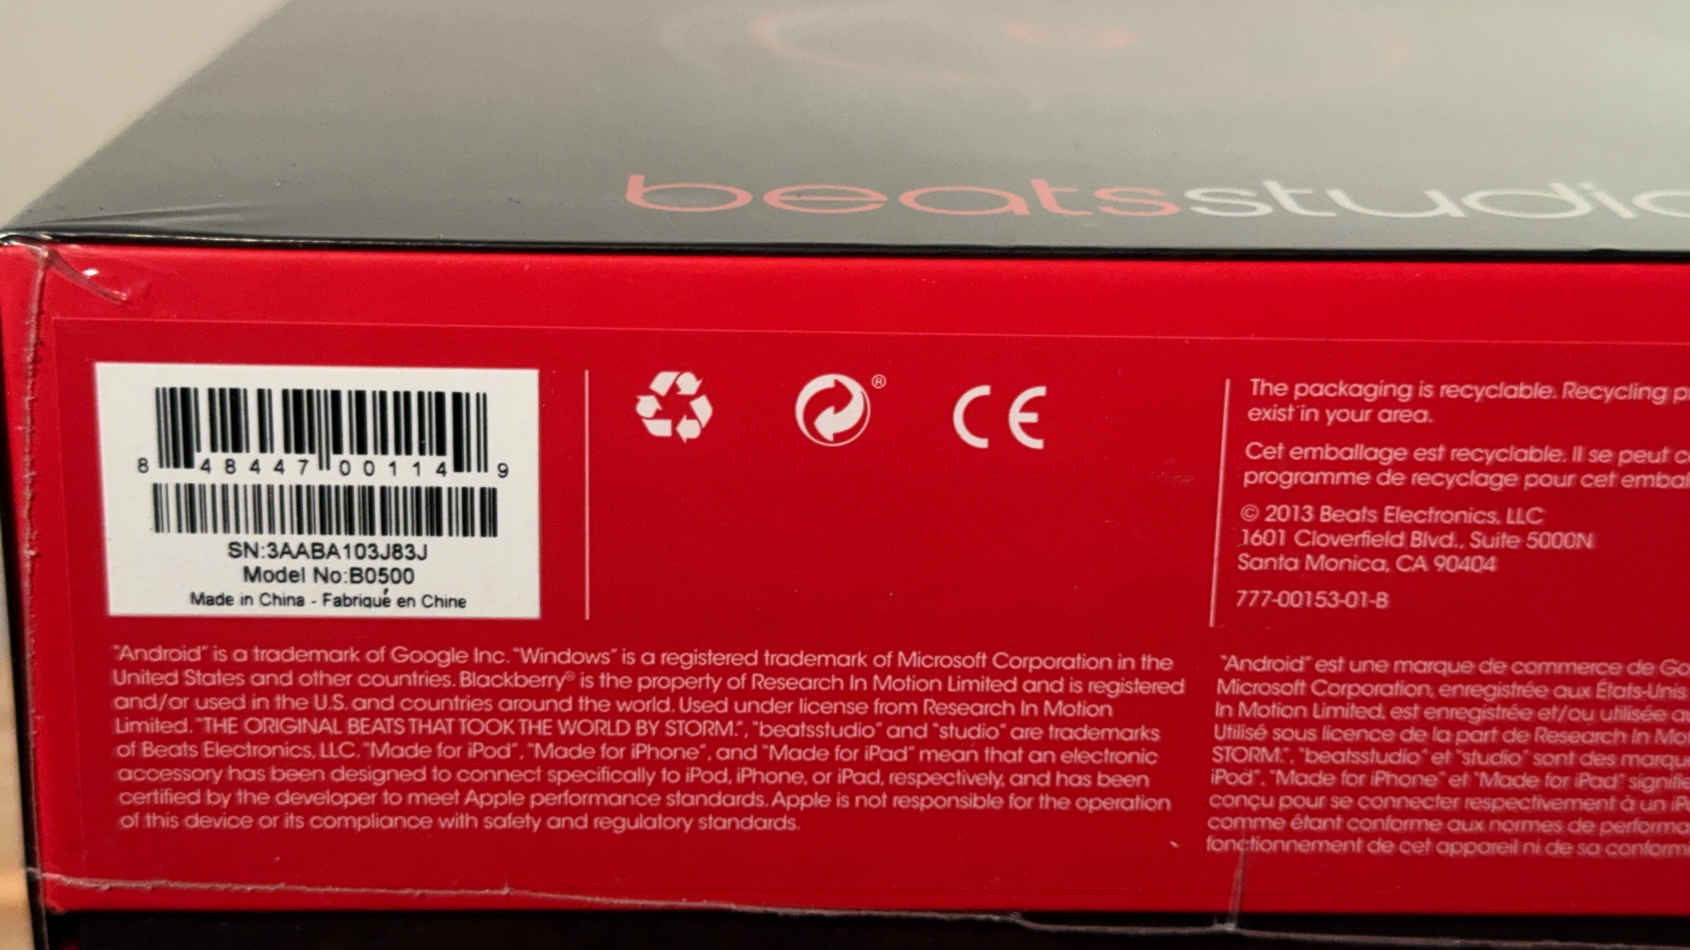 beatsstudio
8 48447 00114 9
SN:3AABA103J83J
Model No:B0500
Made in China - Fabriqué en Chine
®
CE
The packaging is recyclable. Recycling
exist in your area.
Cet emballage est recyclable. Il se peut
programme de recyclage pour cet
© 2013 Beats Electronics, LLC
1601 Cloverfield Blvd., Suite 5000N
Santa Monica, CA 90404
777-00153-01-B
"Android" is a trademark of Google Inc. "Windows" is a registered trademark of Microsoft Corporation in the
United States and other countries. Blackberry® is the property of Research In Motion Limited and is registered
and/or used in the U.S. and countries around the world. Used under license from Research In Motion
Limited. "THE ORIGINAL BEATS THAT TOOK THE WORLD BY STORM.", "beatsstudio" and "studio" are trademarks
of Beats Electronics, LLC. "Made for iPod", "Made for iPhone", and "Made for iPad" mean that an electronic
accessory has been designed to connect specifically to iPod, iPhone, or iPad, respectively, and has been
certified by the developer to meet Apple performance standards. Apple is not responsible for the operation
of this device or its compliance with safety and regulatory standards.
"Android" est une marque de commerce de
Microsoft Corporation, enregistrée aux États-Unis
In Motion Limited, est enregistrée et/ou utilisée
Utilisé sous licence de la part de Research In
STORM.", "beatsstudio" et "studio" sont des
iPod", "Made for iPhone" et "Made for iPad"
conçu pour se connecter respectivement à un
comme étant conforme aux normes de
fonctionnement de cet appareil ni de sa